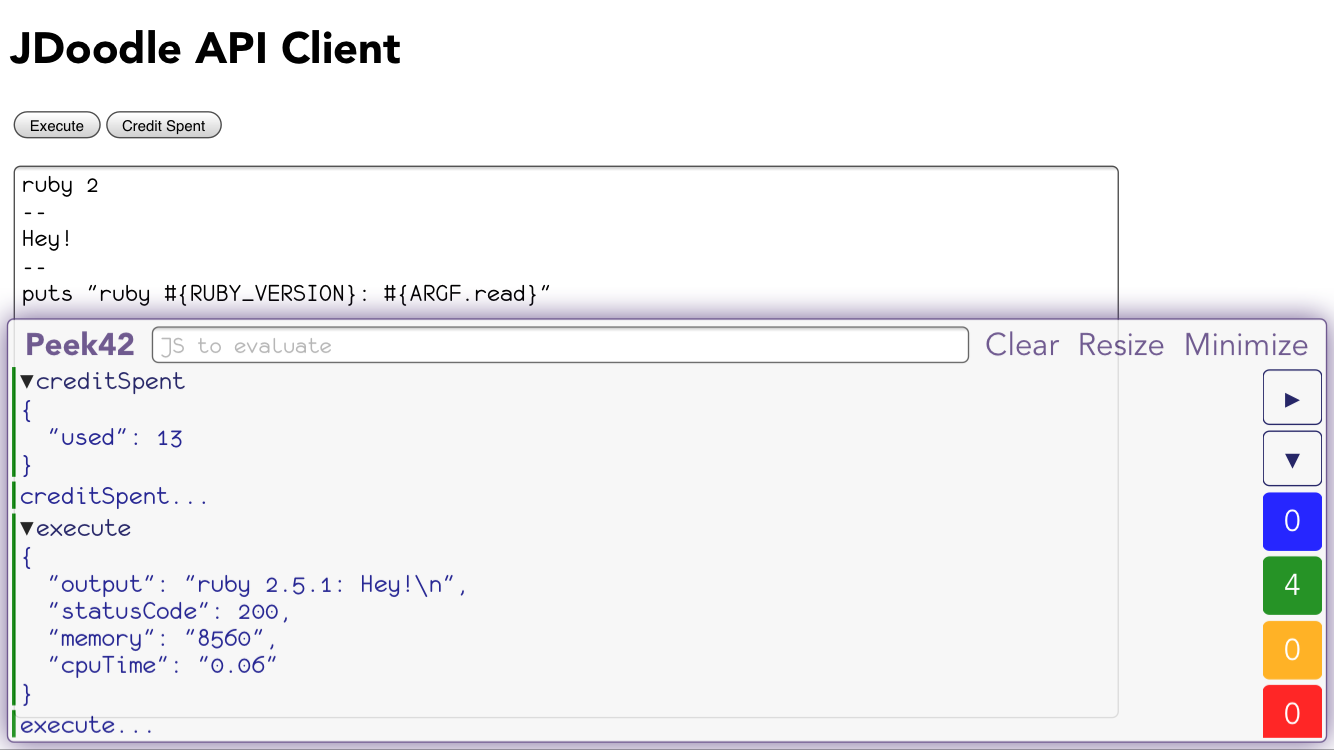 JDoodle API Client
Execute Credit Spent
ruby 2
--
Hey!
--
puts "ruby #{RUBY_VERSION}: #{ARGF.read}"
Peek42 JS to evaluate Clear Resize Minimize
▼creditSpent
{
"used": 13
}
creditSpent...
▼execute
{
"output": "ruby 2.5.1: Hey!\n",
"statusCode": 200,
"memory": "8560",
"cpuTime": "0.06"
}
execute...
▶
▼
0
4
0
0